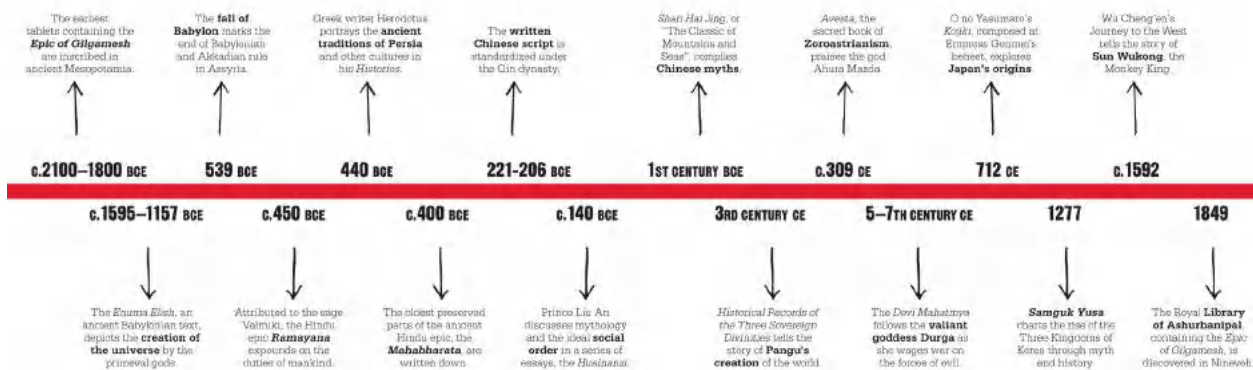 The earliest
tablets containing the
Epic of Gilgamesh
are inscribed in
ancient Mesopotamia.
The fall of
Babylon marks the
end of Babylonian
and Akkadian rule
in Assyria.
Greek writer Herodotus
portrays the ancient
traditions of Persia
and other cultures in
his Histories.
The written
Chinese script is
standardized under
the Qin dynasty.
Shan Hai Jing, or
"The Classic of
Mountains and
Seas", compiles
Chinese myths.
Avesta, the
sacred book of
Zoroastrianism,
praises the god
Ahura Mazda.
O no Yasumaro's
Kojiki, composed at
Empress Genmei's
behest, explores
Japan's origins
Wu Cheng'en's
Journey to the West
tells the story of
Sun Wukong, the
Monkey King.
c.2100–1800 BCE
539 BCE
440 BCE
221-206 BCE
1ST CENTURY BCE
c.309 CE
712 CE
c.1592
c.1595–1157 BCE
c.450 BCE
c.400 BCE
c.140 BCE
3RD CENTURY CE
5–7TH CENTURY CE
1277
1849
The Enuma Elish, an
ancient Babylonian text,
depicts the creation of
the universe by the
primeval gods.
Attributed to the sage
Valmiki, the Hindu
epic Ramayana
expounds on the
duties of mankind.
The oldest preserved
parts of the ancient
Hindu epic, the
Mahabharata, are
written down.
Prince Liu An
discusses mythology
and the ideal social
order in a series of
essays, the Huainanzi.
Historical Records of
the Three Sovereign
Divinities tells the
story of Pangu's
creation of the world.
The Devi Mahatmya
follows the valiant
goddess Durga as
she wages war on
the forces of evil.
Samguk Yusa
charts the rise of the
Three Kingdoms of
Korea through myth
and history.
The Royal Library
of Ashurbanipal,
containing the Epic
of Gilgamesh, is
discovered in Nineveh.